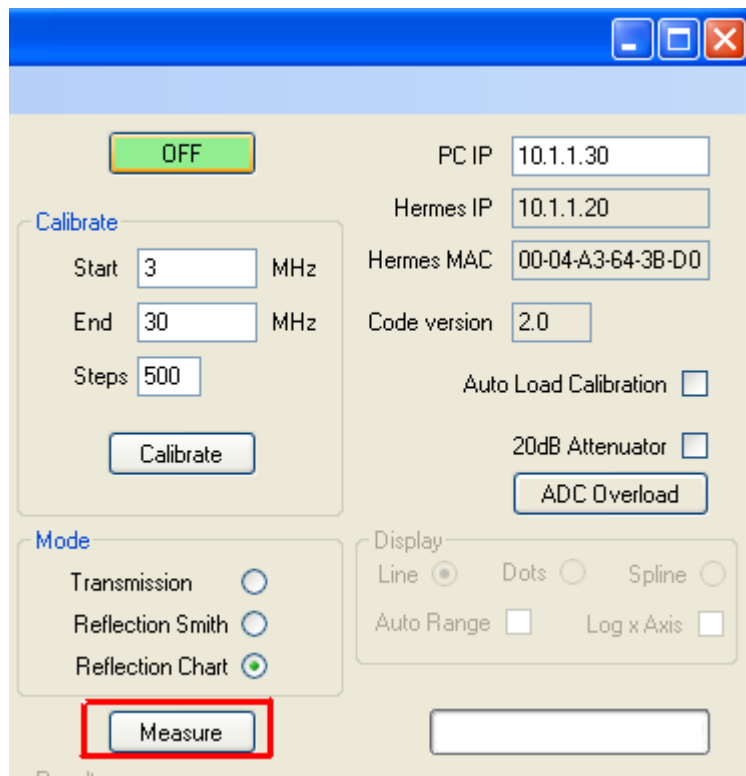 OFF
PC IP 10.1.1.30
Hermes IP 10.1.1.20
Calibrate
Start 3 MHz
Hermes MAC 00-04-A3-64-3B-D0
End 30 MHz
Code version 2.0
Steps 500
Auto Load Calibration
Calibrate
20dB Attenuator
ADC Overload
Mode
Transmission
Reflection Smith
Reflection Chart
Display
Line Dots Spline
Auto Range Log x Axis
Measure